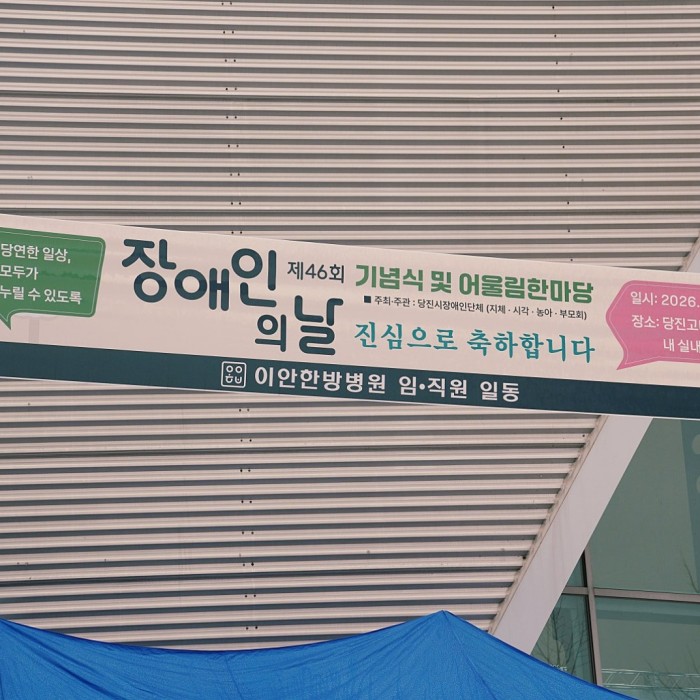 당연한 일상,
모두가
누릴 수 있도록
장애인
의날
제46회
기념식 및 어울림한마당
■ 주최·주관 : 당진시장애인단체 (지체 · 시각 · 농아 · 부모회)
진심으로 축하합니다
일시: 2026.
장소: 당진고
내 실내
이안한방병원 임•직원 일동